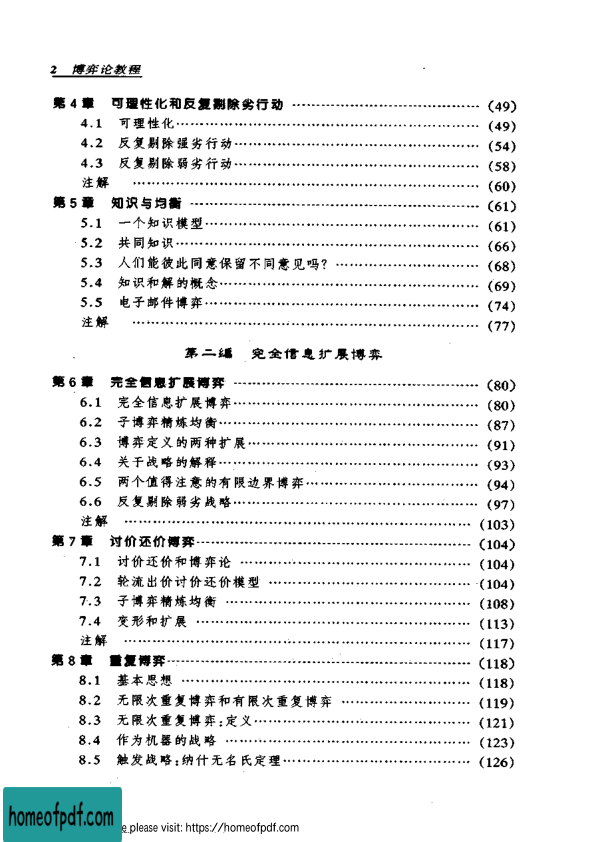 2 博弈论教程
第4章 可理性化和反复剔除劣行动 ……………………………… (49)
4.1 可理性化……………………………………………… (49)
4.2 反复剔除强劣行动…………………………………… (54)
4.3 反复剔除弱劣行动…………………………………… (58)
注解 ……………………………………………………… (60)
第5章 知识与均衡 ……………………………………………… (61)
5.1 一个知识模型………………………………………… (61)
5.2 共同知识……………………………………………… (66)
5.3 人们能彼此同意保留不同意见吗? ………………… (68)
5.4 知识和解的概念……………………………………… (69)
5.5 电子邮件博弈………………………………………… (74)
注解 ……………………………………………………… (77)
第二编 完全信息扩展博弈
第6章 完全信息扩展博弈 ……………………………………… (80)
6.1 完全信息扩展博弈…………………………………… (80)
6.2 子博弈精炼均衡……………………………………… (87)
6.3 博弈定义的两种扩展………………………………… (91)
6.4 关于战略的解释……………………………………… (93)
6.5 两个值得注意的有限边界博弈……………………… (94)
6.6 反复剔除弱劣战略…………………………………… (97)
注解 ……………………………………………………… (103)
第7章 讨价还价博弈…………………………………………… (104)
7.1 讨价还价和博弈论 ………………………………… (104)
7.2 轮流出价讨价还价模型 …………………………… (104)
7.3 子博弈精炼均衡 …………………………………… (108)
7.4 变形和扩展 ………………………………………… (113)
注解 ……………………………………………………… (117)
第8章 重复博弈………………………………………………… (118)
8.1 基本思想 …………………………………………… (118)
8.2 无限次重复博弈和有限次重复博弈 ……………… (119)
8.3 无限次重复博弈:定义……………………………… (121)
8.4 作为机器的战略 …………………………………… (123)
8.5 触发战略:纳什无名氏定理………………………… (126)
homeofpdf.com
e please visit: https://homeofpdf.com